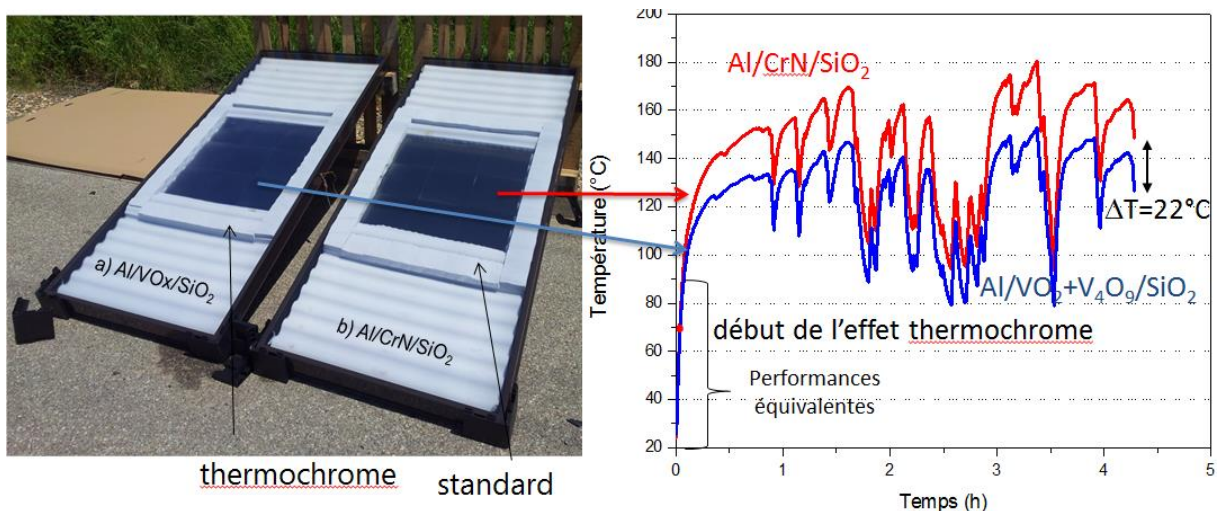 a) Al/VOx/SiO₂
b) Al/CrN/SiO₂
thermochrome
standard
200
180
160
140
120
100
80
60
40
20
Température (°C)
Al/CrN/SiO₂
ΔT=22°C
Al/VO₂+V₄O₉/SiO₂
début de l'effet thermochrome
Performances
équivalentes
0
1
2
3
4
5
Temps (h)